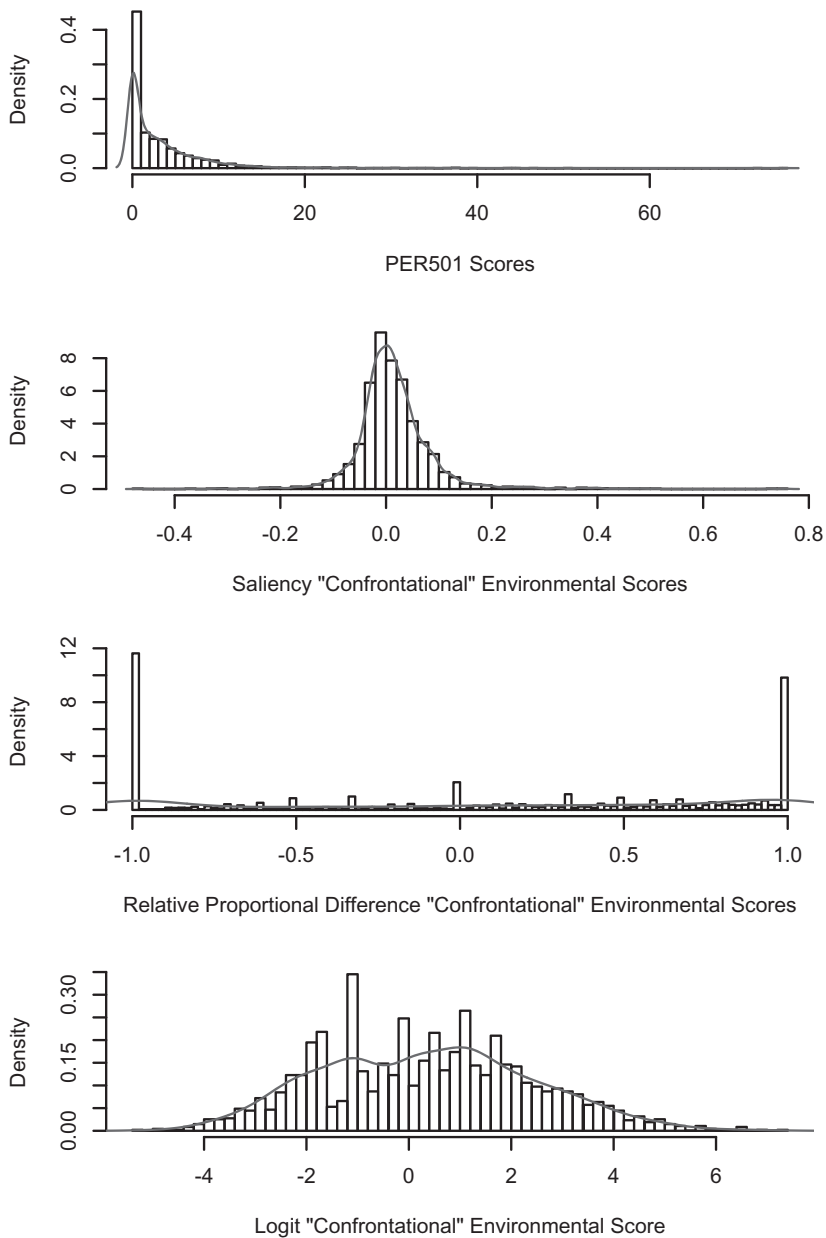 Density
0.0 0.2 0.4
0 20 40 60
PER501 Scores
Density
0 2 4 6 8
-0.4 -0.2 0.0 0.2 0.4 0.6 0.8
Saliency "Confrontational" Environmental Scores
Density
0 4 8 12
-1.0 -0.5 0.0 0.5 1.0
Relative Proportional Difference "Confrontational" Environmental Scores
Density
0.00 0.15 0.30
-4 -2 0 2 4 6
Logit "Confrontational" Environmental Score